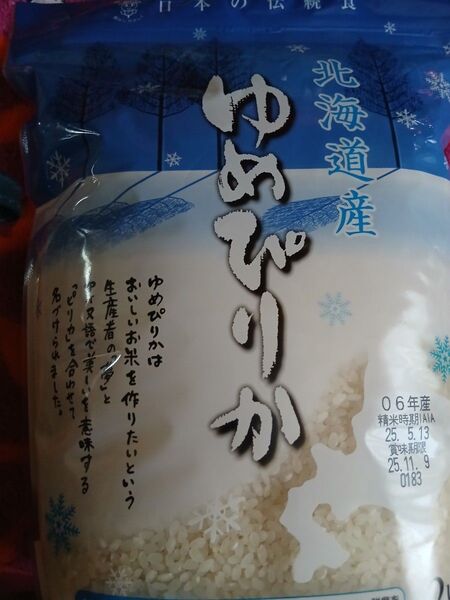 日本の伝統食
北海道産
ゆめぴりか
ゆめぴりかは
おいしいお米を作りたいという
生産者の「夢」と
アイヌ語で美しいを意味する
「ピリカ」を合わせて
名づけられました。
06年産
精米時期IAIA
25. 5.13
賞味期限
25.11. 9
0183